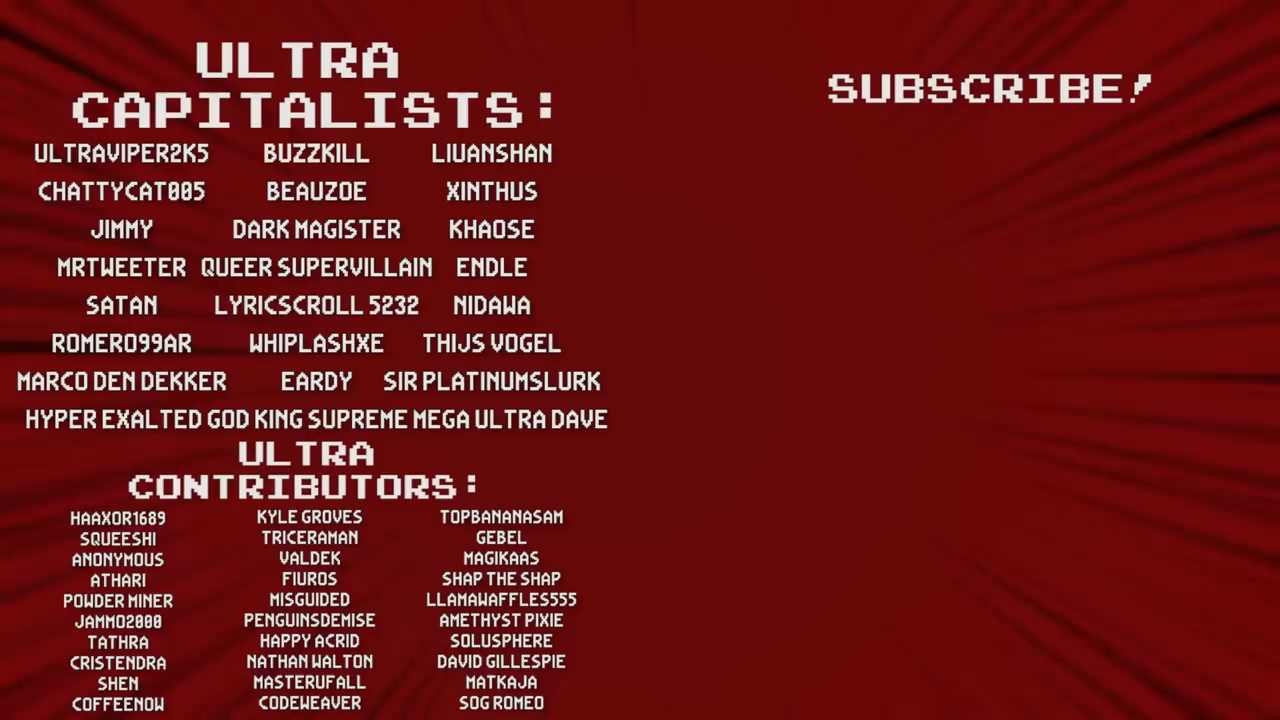 ULTRA
CAPITALISTS:
SUBSCRIBE!
ULTRAVIPER2K5 BUZZKILL LIUANSHAN
CHATTYCAT005 BEAUZOE XINTHUS
JIMMY DARK MAGISTER KHAOSE
MRTWEETER QUEER SUPERVILLAIN ENDLE
SATAN LYRICSCROLL 5232 NIDAWA
ROMERO99AR WHIPLASHXE THIJS VOGEL
MARCO DEN DEKKER EARDY SIR PLATINUMSLURK
HYPER EXALTED GOD KING SUPREME MEGA ULTRA DAVE
ULTRA
CONTRIBUTORS:
HAAXOR1689 KYLE GROVES TOPBANANASAM
SQUEESHI TRICERAMAN GEBEL
ANONYMOUS VALDEK MAGIKAAS
ATHARI FIUROS SHAP THE SHAP
POWDER MINER MISGUIDED LLAMAWAFFLES555
JAMMO2000 PENGUINSDEMISE AMETHYST PIXIE
TATHRA HAPPY ACRID SOLUSPHERE
CRISTENDRA NATHAN WALTON DAVID GILLESPIE
SHEN MASTERUFALL MATKAJA
COFFEENOW CODEWEAVER SOG ROMEO